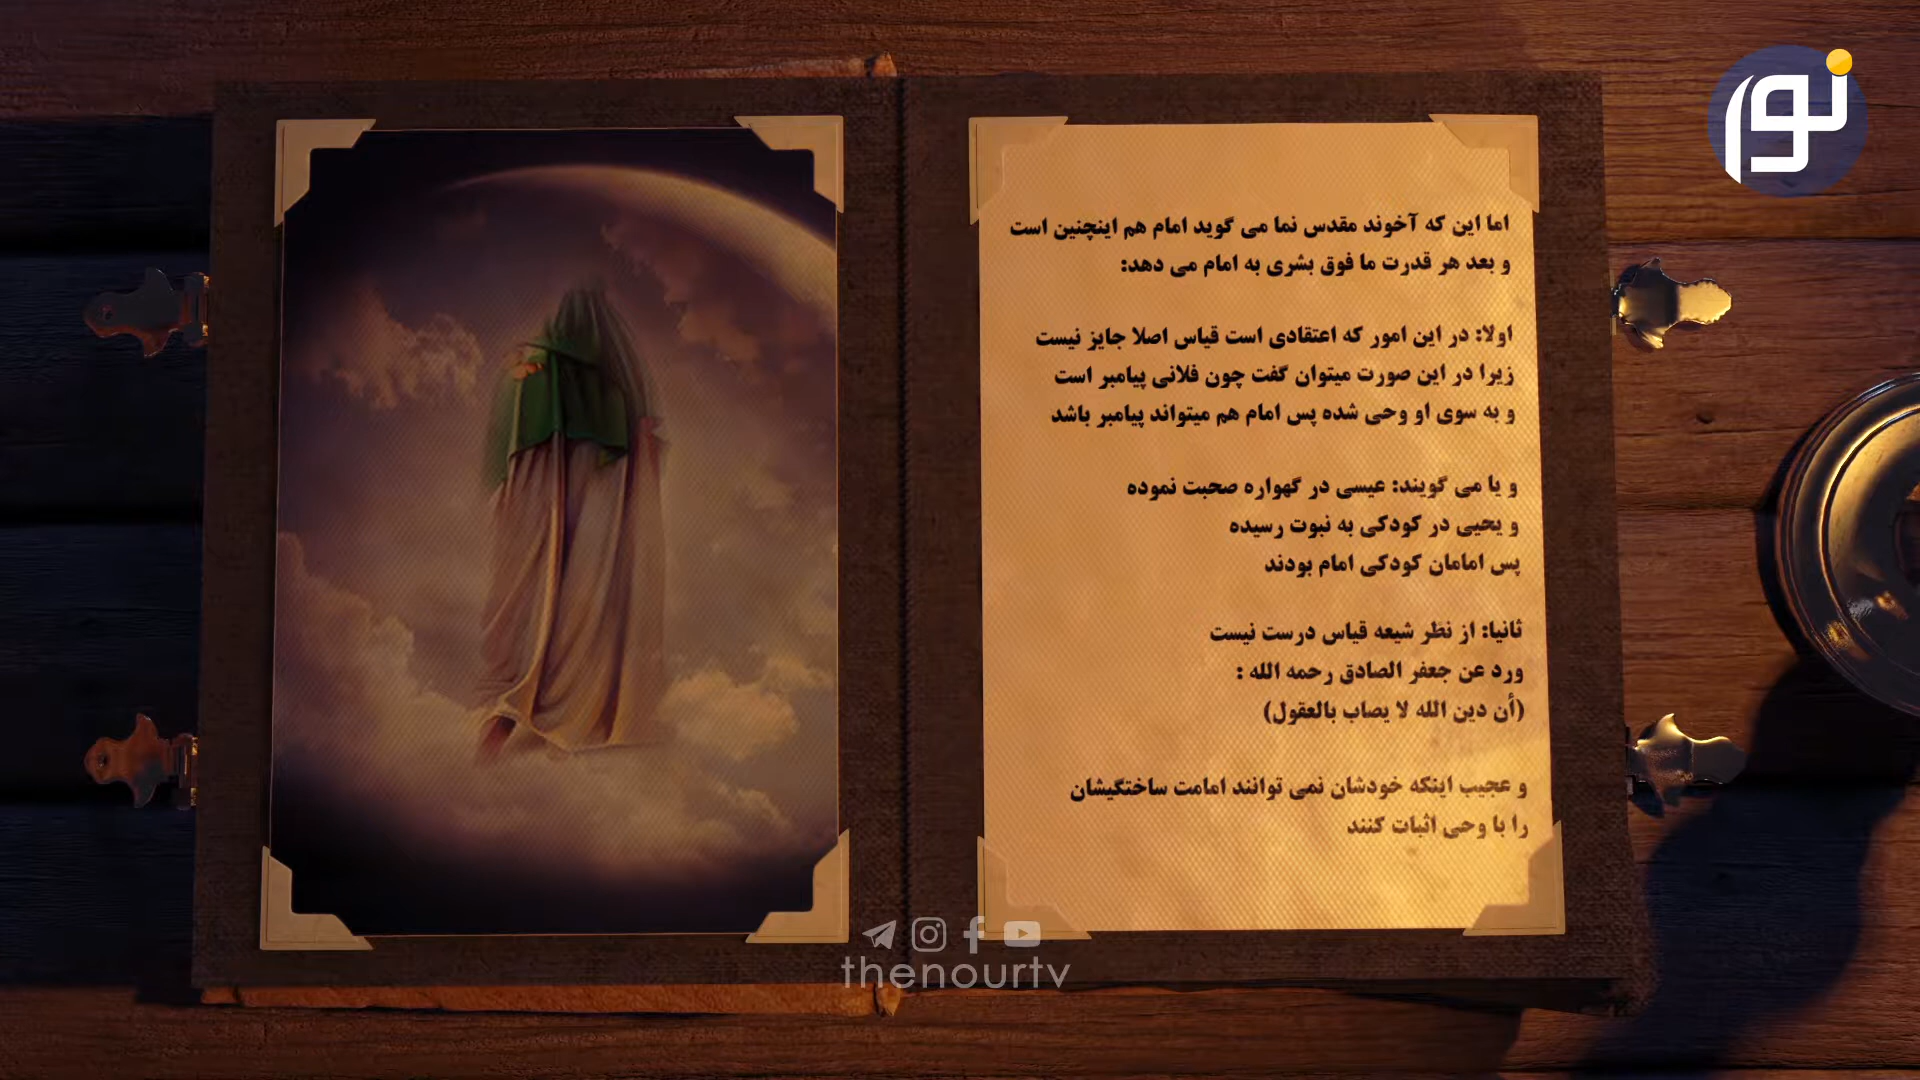 نور
اما این که آخوند مقدس نما می گوید امام هم اینچنین است
و بعد هر قدرت ما فوق بشری به امام می دهد:
اولا: در این امور که اعتقادی است قیاس اصلا جایز نیست
زیرا در این صورت میتوان گفت چون فلانی پیامبر است
و به سوی او وحی شده پس امام هم میتواند پیامبر باشد
و یا می گویند: عیسی در گهواره صحبت نموده
و یحیی در کودکی به نبوت رسیده
پس امامان کودکی امام بودند
ثانیا: از نظر شیعه قیاس درست نیست
ورد عن جعفر الصادق رحمه الله :
(أن دين الله لا يصاب بالعقول)
و عجیب اینکه خودشان نمی توانند امامت ساختگیشان
را با وحی اثبات کنند
thenourtv